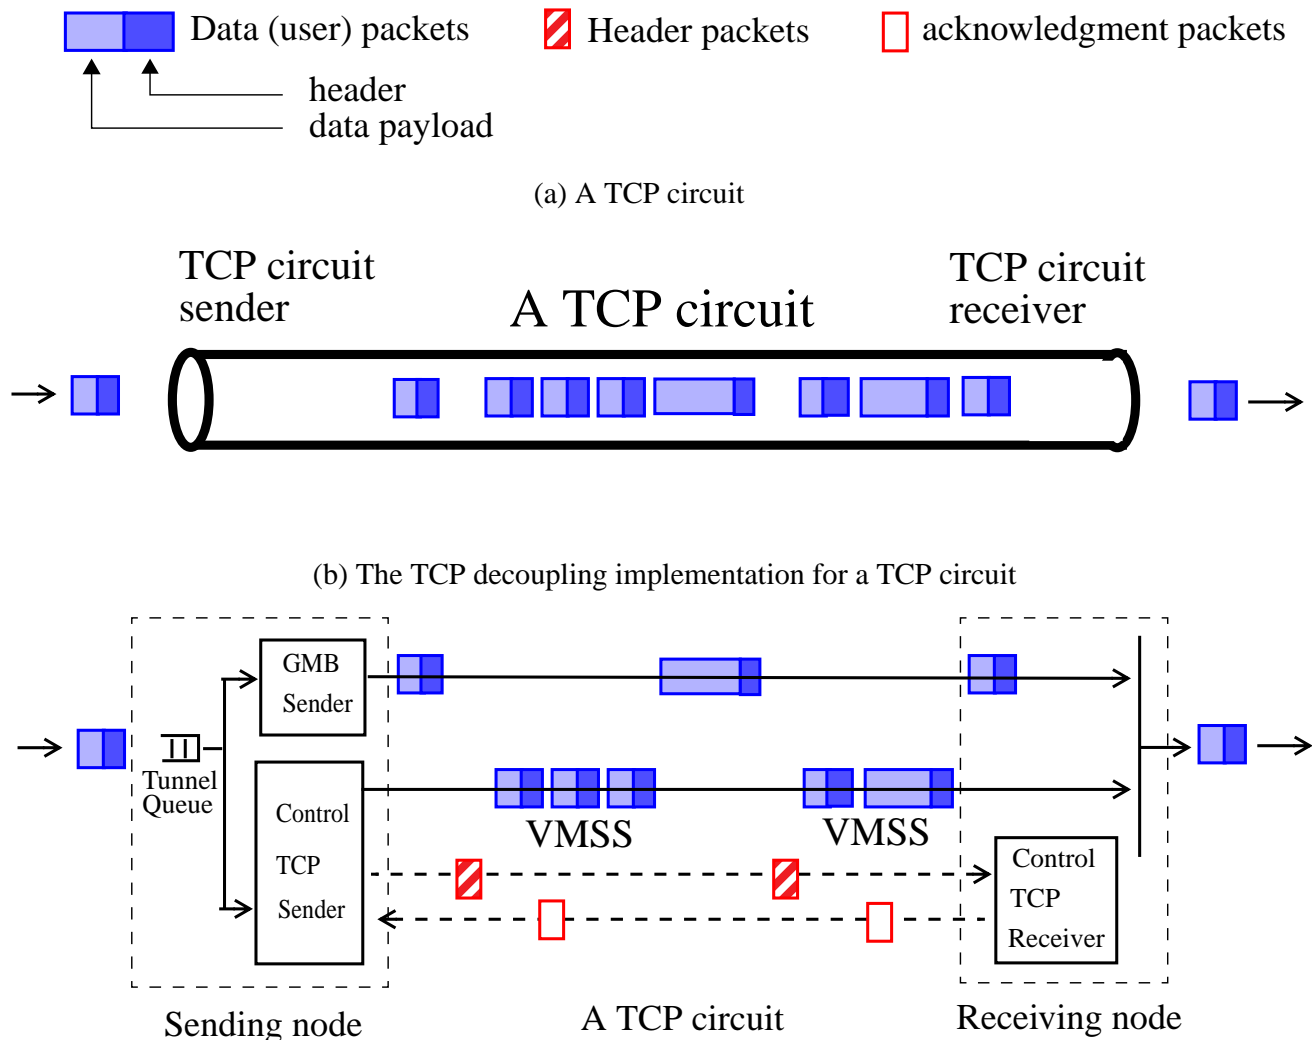 Data (user) packets
Header packets
acknowledgment packets
header
data payload
(a) A TCP circuit
TCP circuit
sender
A TCP circuit
TCP circuit
receiver
(b) The TCP decoupling implementation for a TCP circuit
GMB
Sender
Tunnel
Queue
Control
TCP
Sender
VMSS
VMSS
Control
TCP
Receiver
Sending node
A TCP circuit
Receiving node